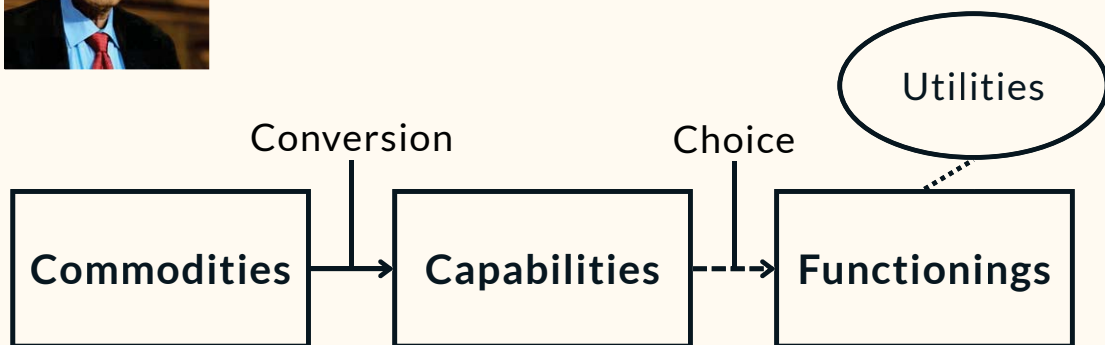 Utilities
Conversion
Choice
Commodities
Capabilities
Functionings